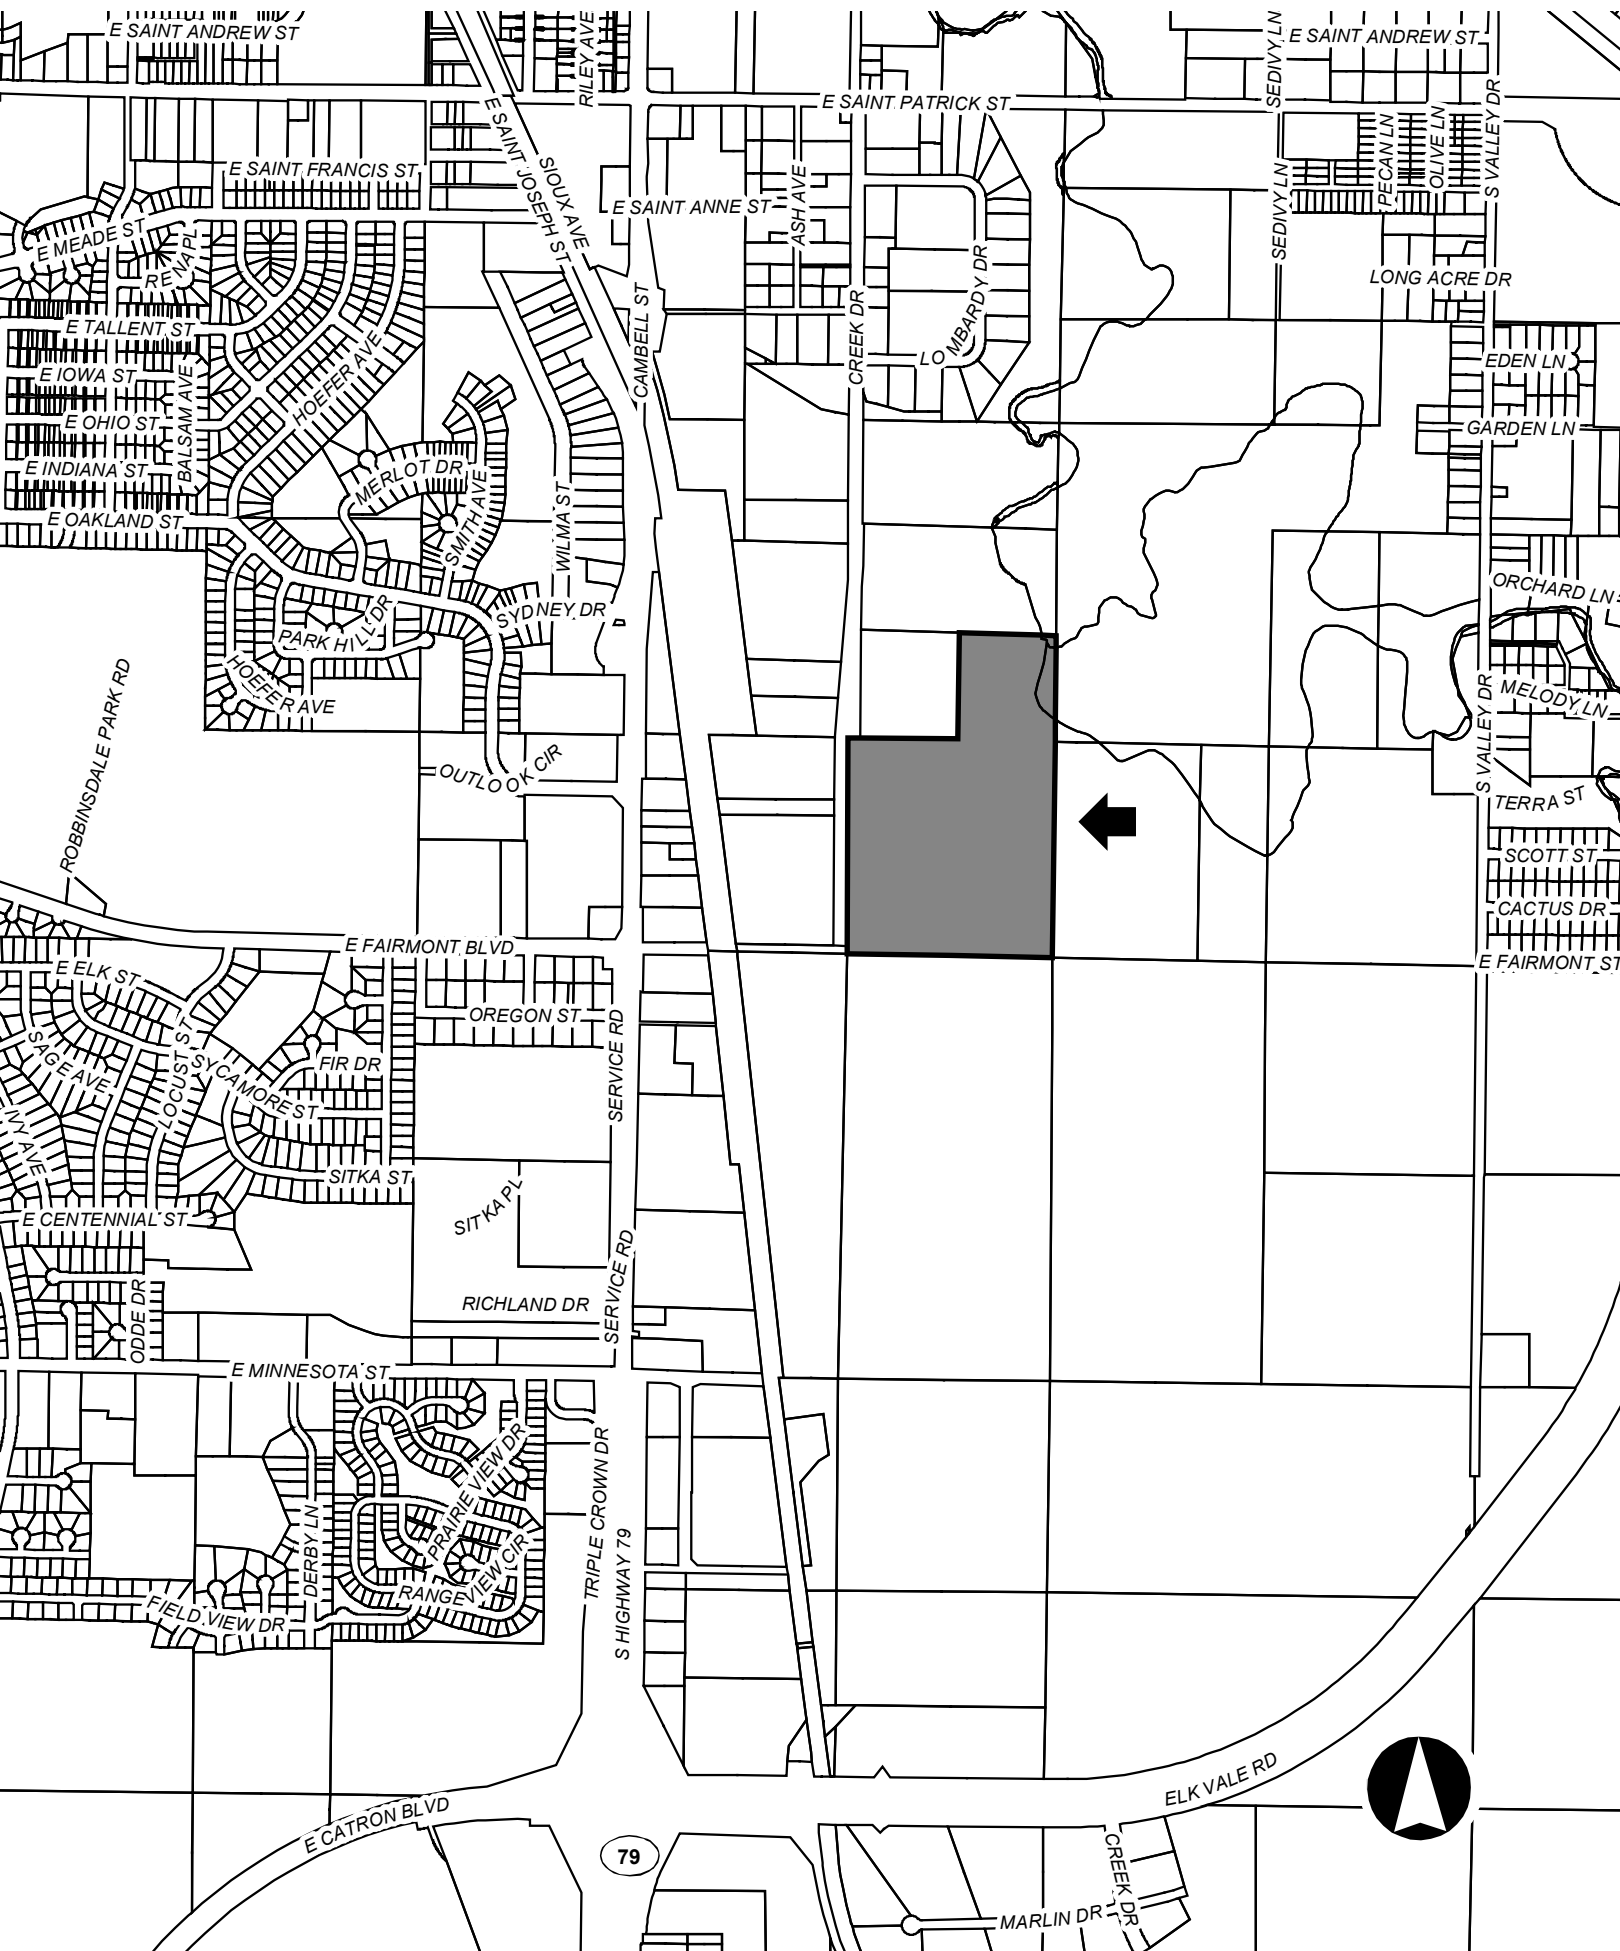 E SAINT ANDREW ST
RILEY AVE
SEDIVY LN
E SAINT ANDREW ST
E SAINT PATRICK ST
S VALLEY DR
PECAN LN
OLIVE LN
E SAINT JOSEPH ST
SIOUX AVE
E SAINT FRANCIS ST
ASH AVE
SEDIVY LN
E SAINT ANNE ST
E MEADE ST
RENA PL
LONG ACRE DR
LOMBARDY DR
CREEK DR
CAMBELL ST
E TALLENT ST
E IOWA ST
HOEFER AVE
BALSAM AVE
EDEN LN
E OHIO ST
GARDEN LN
E INDIANA ST
MERLOT DR
SMITH AVE
WILMA ST
E OAKLAND ST
ORCHARD LN
SYDNEY DR
PARK HILL DR
HOEFER AVE
MELODY LN
S VALLEY DR
ROBBINSDALE PARK RD
OUTLOOK CIR
TERRA ST
SCOTT ST
CACTUS DR
E FAIRMONT BLVD
E FAIRMONT ST
E ELK ST
OREGON ST
SERVICE RD
SAGE AVE
LOCUST ST
SYCAMORE ST
FIR DR
IVY AVE
SITKA ST
SITKA PL
E CENTENNIAL ST
SERVICE RD
ODDE DR
RICHLAND DR
E MINNESOTA ST
PRAIRIE VIEW DR
TRIPLE CROWN DR
DERBY LN
S HIGHWAY 79
RANGEVIEW CIR
FIELD VIEW DR
ELK VALE RD
E CATRON BLVD
79
CREEK DR
MARLIN DR